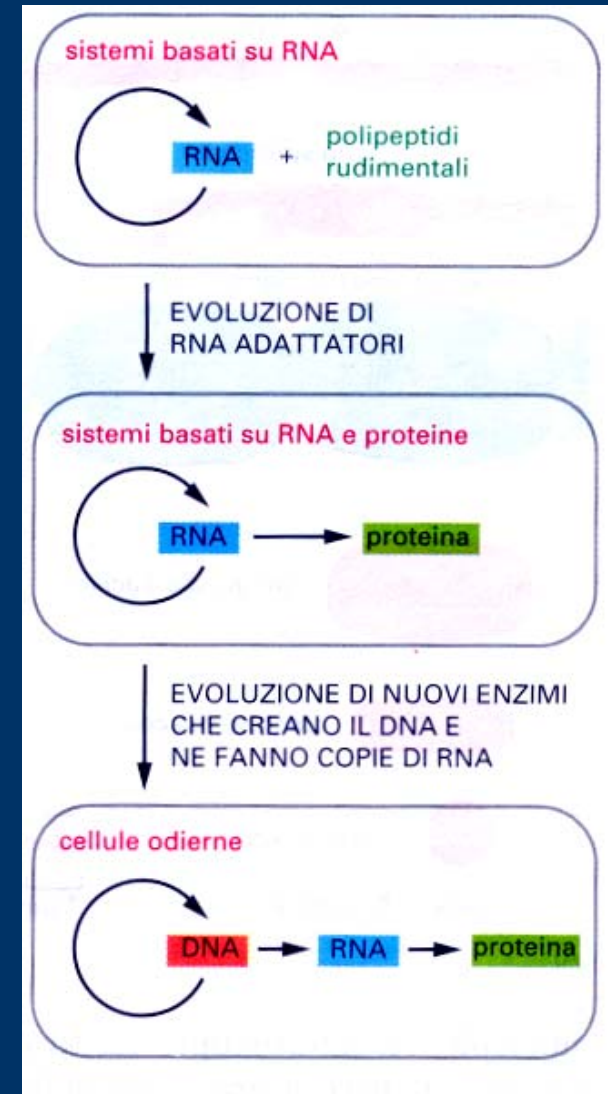 sistemi basati su RNA
RNA + polipeptidi
rudimentali
EVOLUZIONE DI
RNA ADATTATORI
sistemi basati su RNA e proteine
RNA proteina
EVOLUZIONE DI NUOVI ENZIMI
CHE CREANO IL DNA E
NE FANNO COPIE DI RNA
cellule odierne
DNA RNA proteina